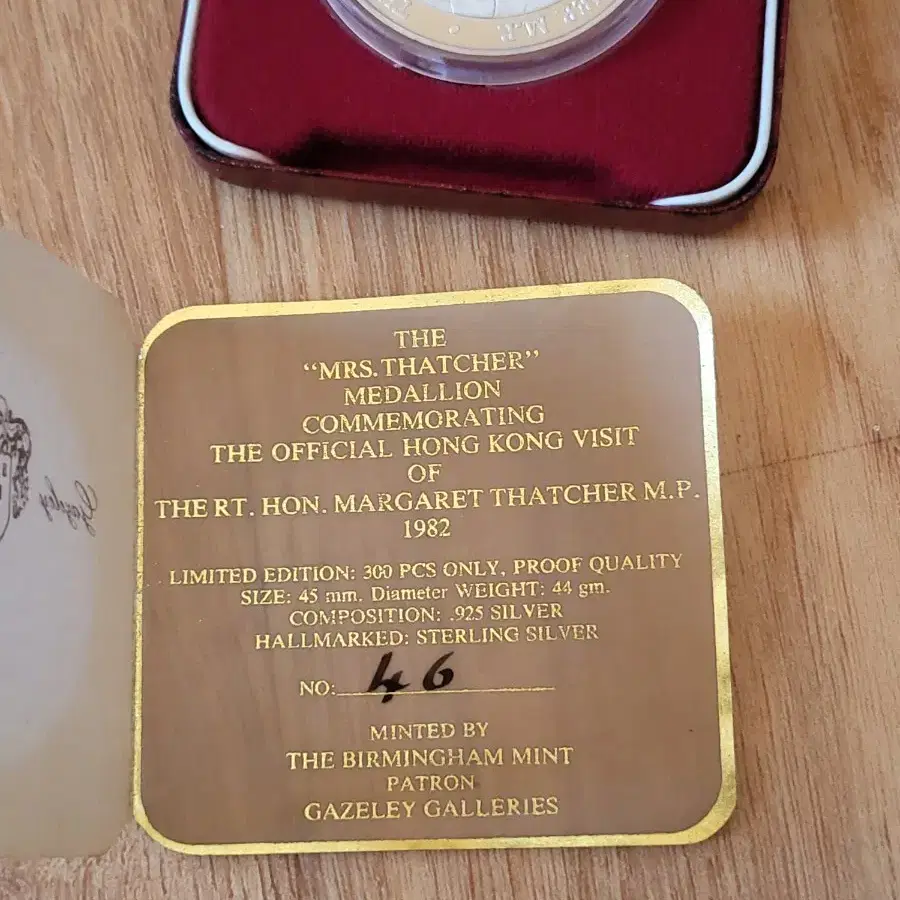 M.P.
THE
“MRS. THATCHER”
MEDALLION
COMMEMORATING
THE OFFICIAL HONG KONG VISIT
OF
THE RT. HON. MARGARET THATCHER M.P.
1982
LIMITED EDITION: 300 PCS ONLY, PROOF QUALITY
SIZE: 45 mm. Diameter WEIGHT: 44 gm.
COMPOSITION: .925 SILVER
HALLMARKED: STERLING SILVER
NO: 46
MINTED BY
THE BIRMINGHAM MINT
PATRON
GAZELEY GALLERIES
Gazeley